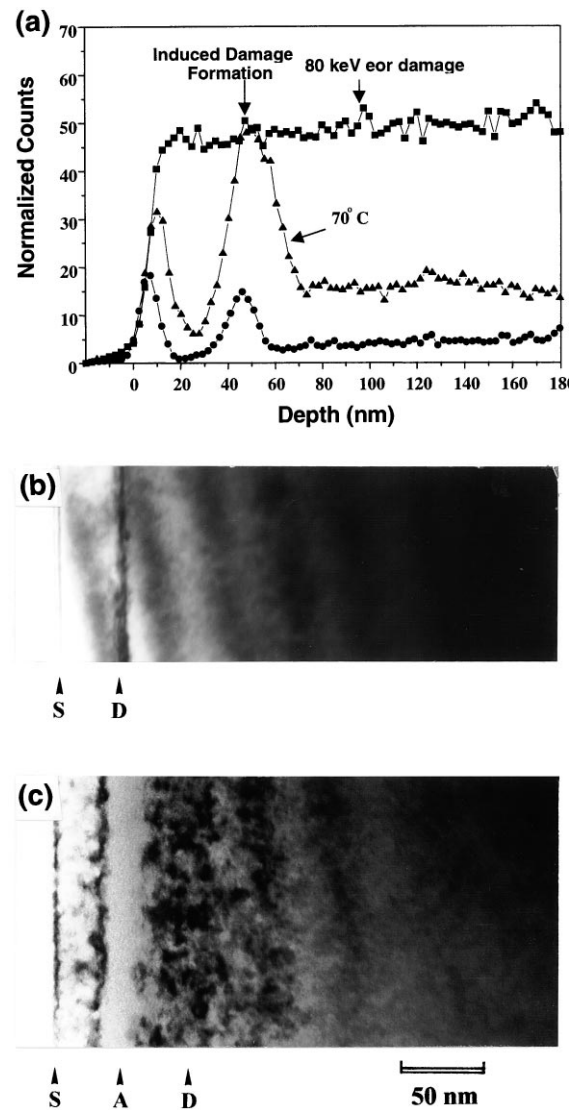 (a)
70
60
50
40
30
20
10
0
Normalized Counts
Induced Damage
Formation
80 keV eor damage
70° C
0 20 40 60 80 100 120 140 160 180
Depth (nm)
(b)
S D
(c)
S A D
50 nm